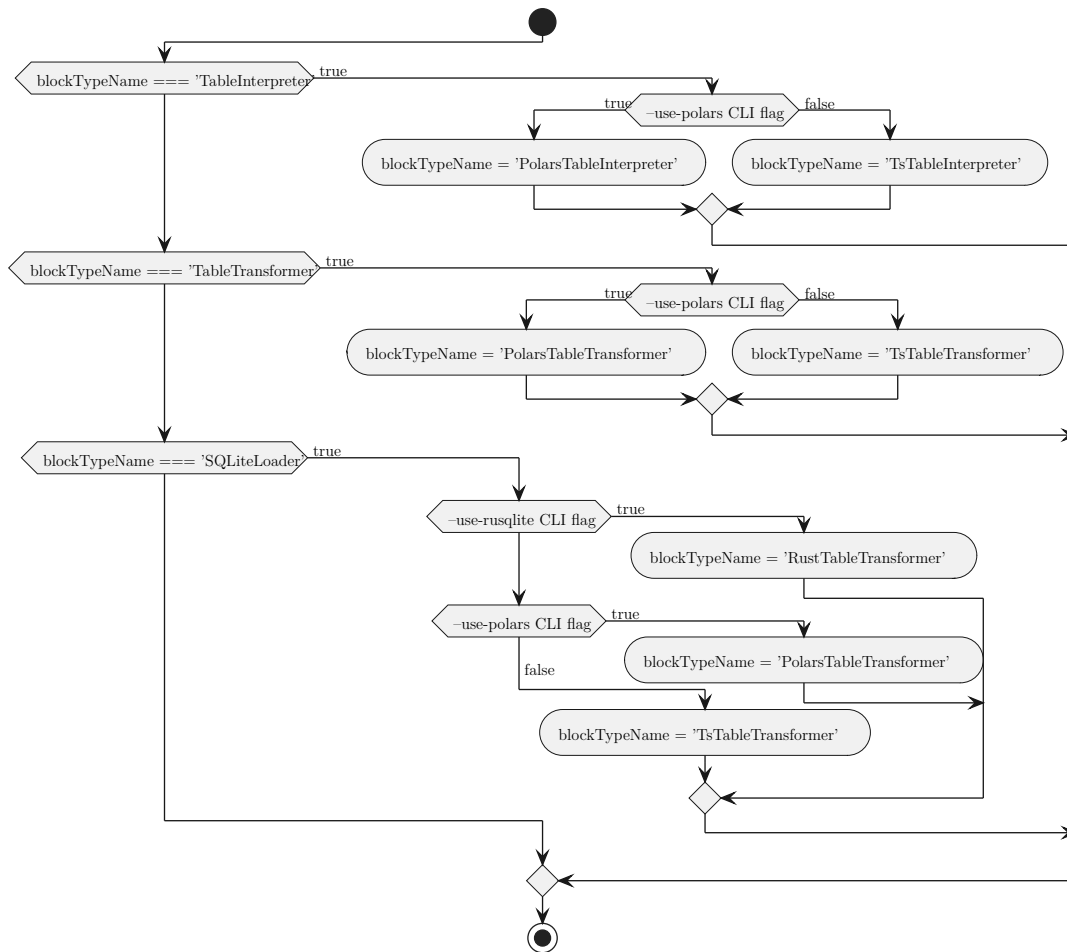 blockTypeName === 'TableInterpreter'
true
true
–use-polars CLI flag
false
blockTypeName = 'PolarsTableInterpreter'
blockTypeName = 'TsTableInterpreter'
blockTypeName === 'TableTransformer'
true
true
–use-polars CLI flag
false
blockTypeName = 'PolarsTableTransformer'
blockTypeName = 'TsTableTransformer'
blockTypeName === 'SQLiteLoader'
true
–use-rusqlite CLI flag
true
blockTypeName = 'RustTableTransformer'
–use-polars CLI flag
true
blockTypeName = 'PolarsTableTransformer'
false
blockTypeName = 'TsTableTransformer'